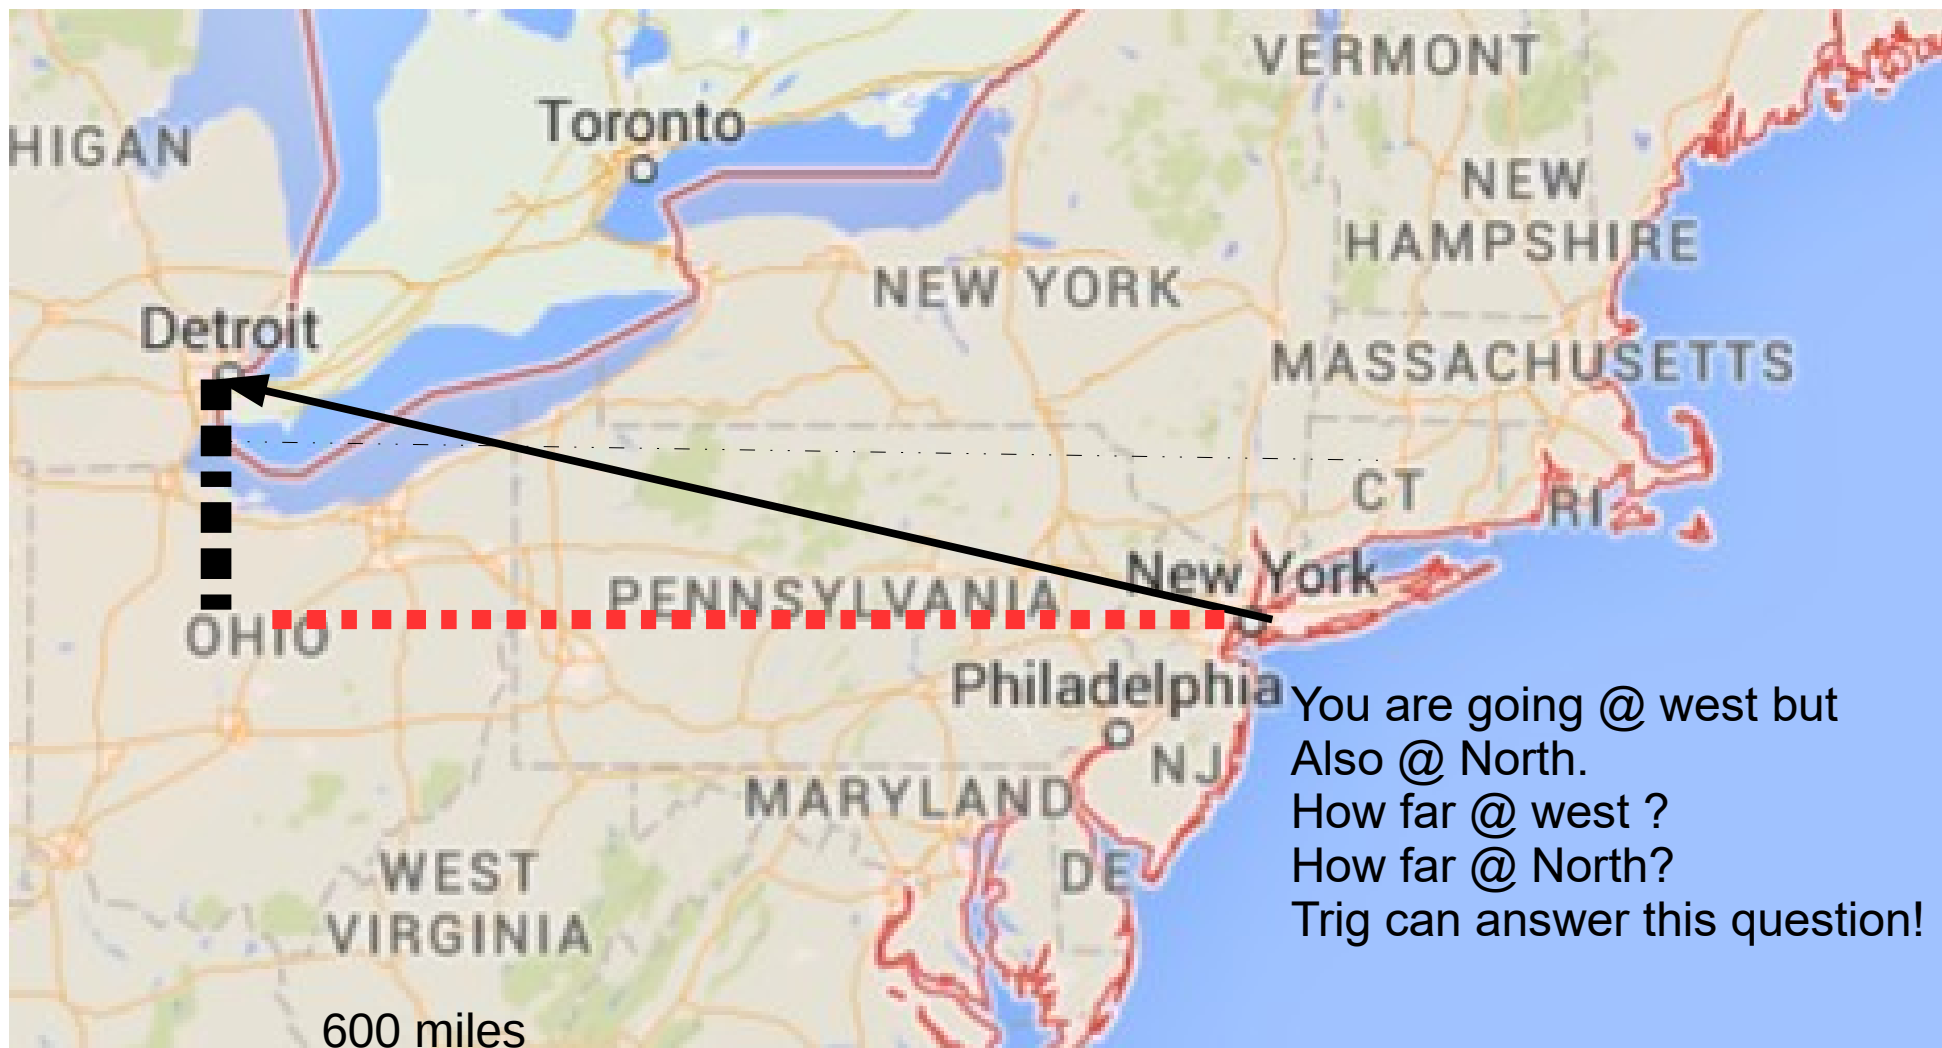 VERMONT
Toronto
HIGAN
NEW
HAMPSHIRE
NEW YORK
Detroit
MASSACHUSETTS
CT
RI
New York
PENNSYLVANIA
OHIO
Philadelphia
You are going @ west but
Also @ North.
How far @ west ?
How far @ North?
Trig can answer this question!
NJ
MARYLAND
DE
WEST
VIRGINIA
600 miles